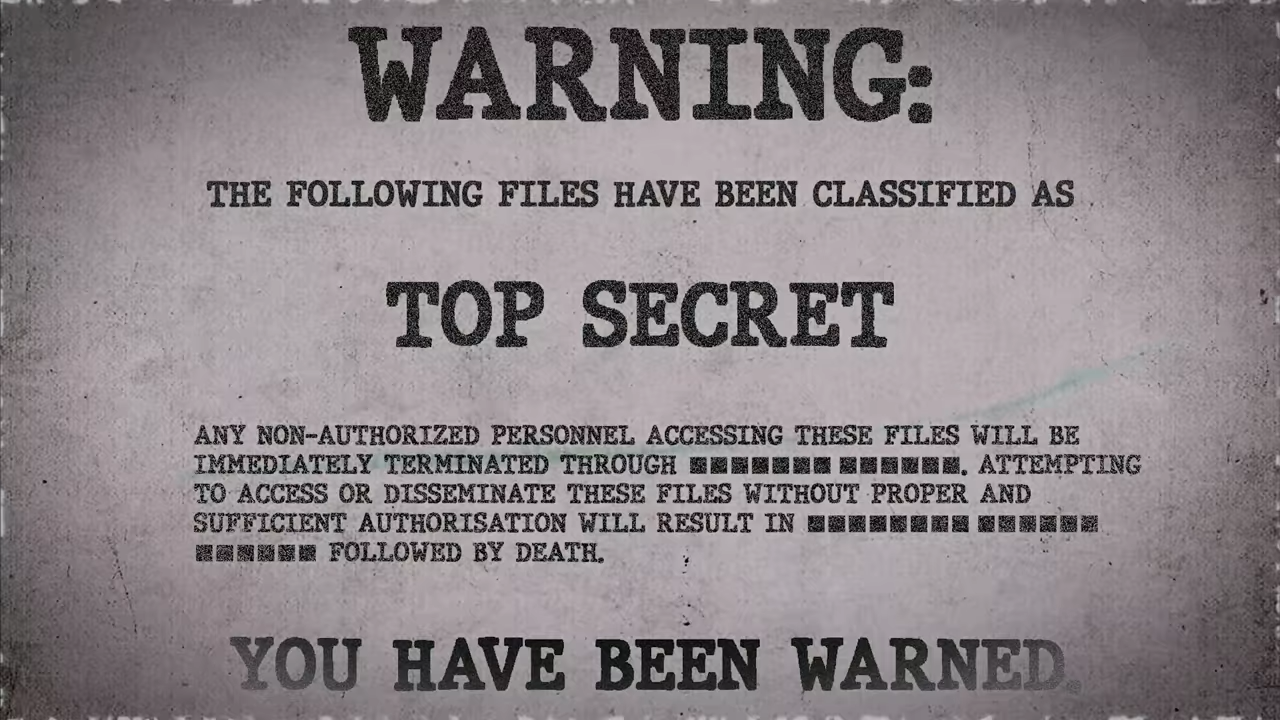 WARNING:
THE FOLLOWING FILES HAVE BEEN CLASSIFIED AS
TOP SECRET
ANY NON-AUTHORIZED PERSONNEL ACCESSING THESE FILES WILL BE
IMMEDIATELY TERMINATED THROUGH ■■■■■■■ ■■■■■■. ATTEMPTING
TO ACCESS OR DISSEMINATE THESE FILES WITHOUT PROPER AND
SUFFICIENT AUTHORISATION WILL RESULT IN ■■■■■■■■ ■■■■■■
■■■■■■ FOLLOWED BY DEATH.
YOU HAVE BEEN WARNED.